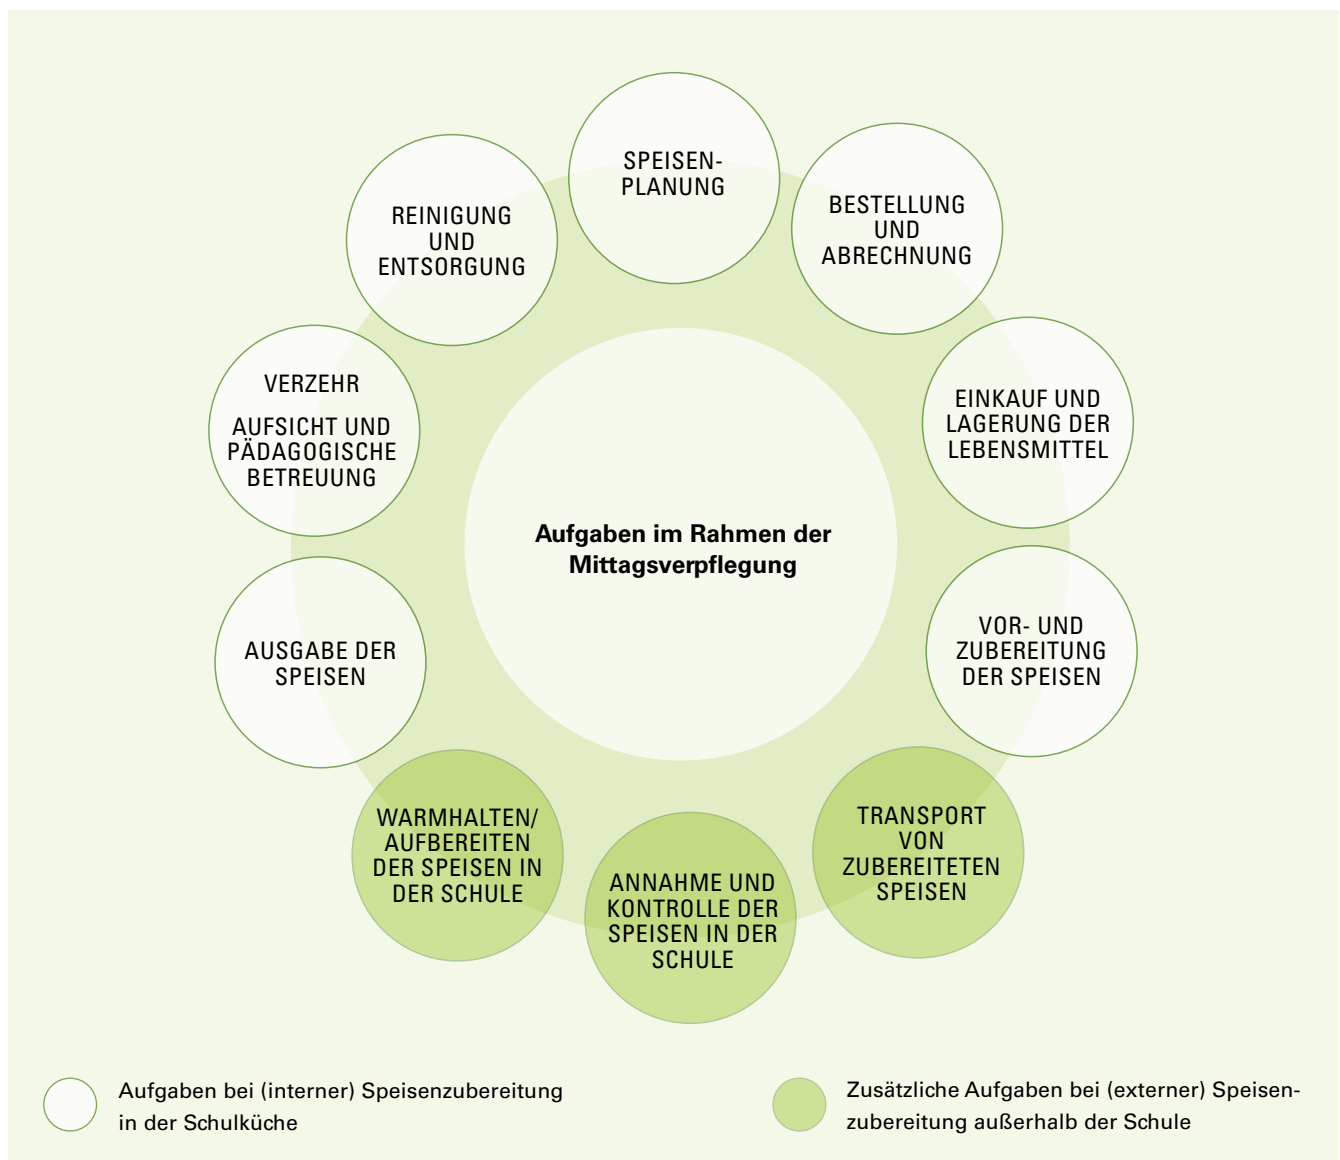 SPEISEN-
PLANUNG
BESTELLUNG
UND
ABRECHNUNG
EINKAUF UND
LAGERUNG DER
LEBENSMITTEL
VOR- UND
ZUBEREITUNG
DER SPEISEN
TRANSPORT
VON
ZUBEREITETEN
SPEISEN
ANNAHME UND
KONTROLLE DER
SPEISEN IN DER
SCHULE
WARMHALTEN/
AUFBEREITEN
DER SPEISEN IN
DER SCHULE
AUSGABE DER
SPEISEN
VERZEHR
AUFSICHT UND
PÄDAGOGISCHE
BETREUUNG
REINIGUNG
UND
ENTSORGUNG
Aufgaben im Rahmen der
Mittagsverpflegung
Aufgaben bei (interner) Speisenzubereitung
in der Schulküche
Zusätzliche Aufgaben bei (externer) Speisen-
zubereitung außerhalb der Schule